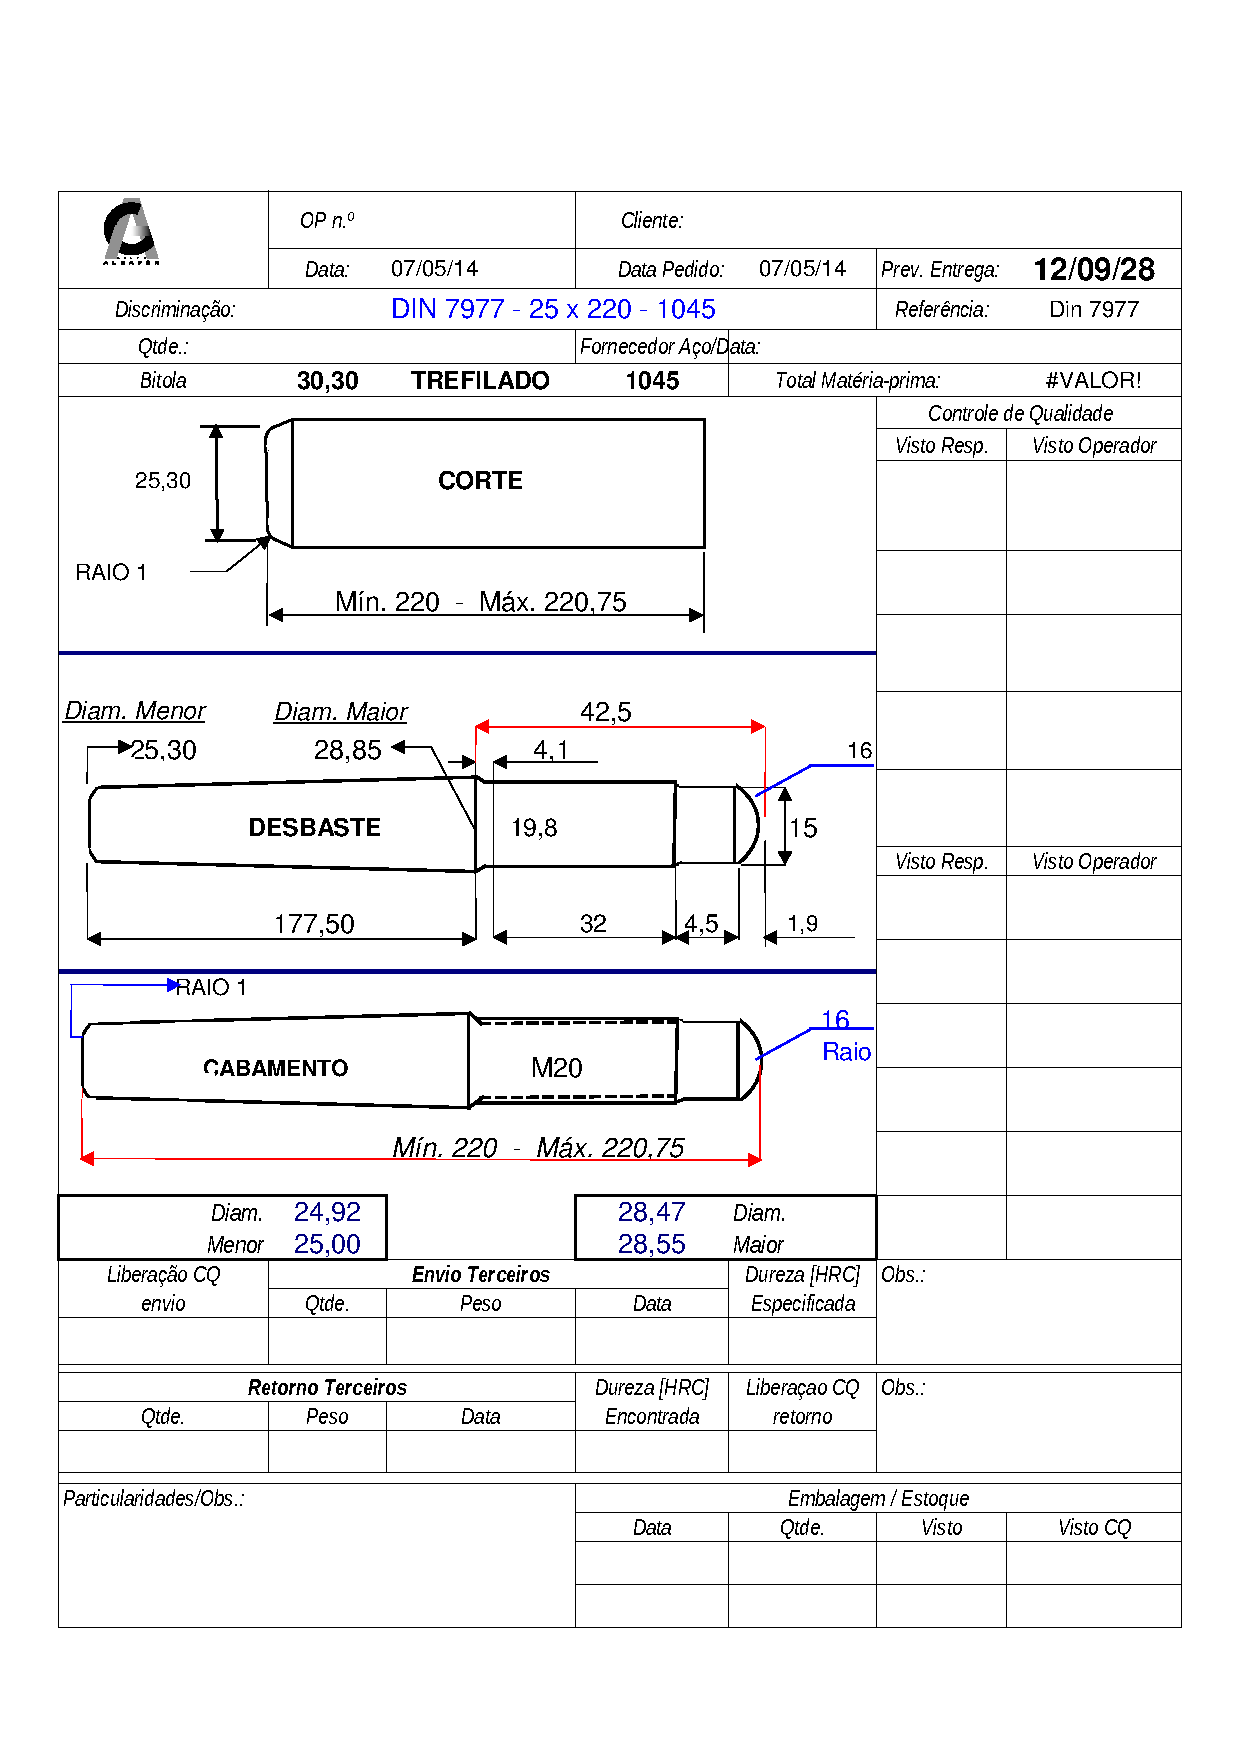 ALBAFER
OP n.º
Cliente:
Data: 07/05/14
Data Pedido: 07/05/14
Prev. Entrega: 12/09/28
Discriminação: DIN 7977 - 25 x 220 - 1045
Referência: Din 7977
Qtde.:
Fornecedor Aço/Data:
Bitola 30,30 TREFILADO 1045
Total Matéria-prima: #VALOR!
Controle de Qualidade
Visto Resp. Visto Operador
25,30
CORTE
RAIO 1
Mín. 220 - Máx. 220,75
Diam. Menor Diam. Maior 42,5
25,30 28,85 4,1 16
DESBASTE 19,8 15
Visto Resp. Visto Operador
177,50 32 4,5 1,9
RAIO 1
16
Raio
CABAMENTO M20
Mín. 220 - Máx. 220,75
Diam. 24,92 28,47 Diam.
Menor 25,00 28,55 Maior
Liberação CQ Envio Terceiros Dureza [HRC] Obs.:
envio Qtde. Peso Data Especificada
Retorno Terceiros Dureza [HRC] Liberaçao CQ Obs.:
Qtde. Peso Data Encontrada retorno
Particularidades/Obs.: Embalagem / Estoque
Data Qtde. Visto Visto CQ